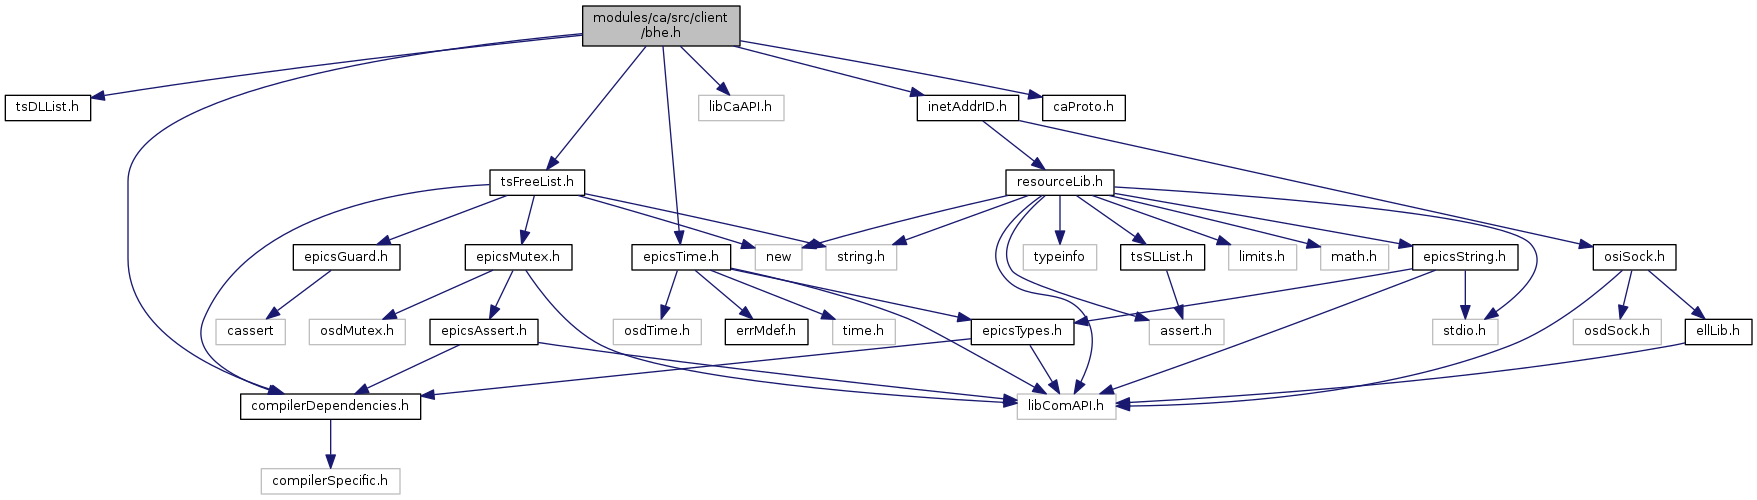 modules/ca/src/client
/bhe.h
tsDLList.h
libCaAPI.h
inetAddrID.h
caProto.h
tsFreeList.h
resourceLib.h
epicsGuard.h
epicsMutex.h
epicsTime.h
new
string.h
typeinfo
tsSLList.h
limits.h
math.h
epicsString.h
osiSock.h
cassert
osdMutex.h
epicsAssert.h
osdTime.h
errMdef.h
time.h
epicsTypes.h
assert.h
stdio.h
osdSock.h
ellLib.h
compilerDependencies.h
libComAPI.h
compilerSpecific.h